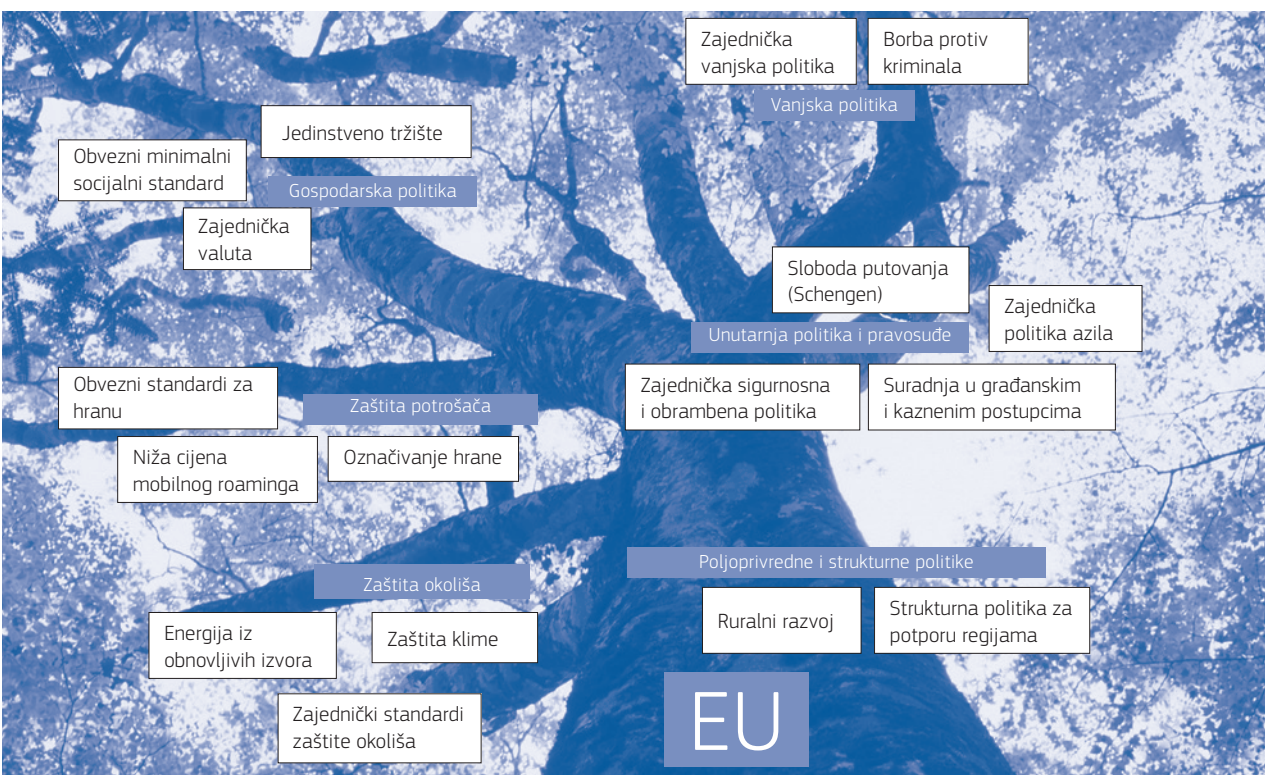 Zajednička
vanjska politika
Borba protiv
kriminala
Vanjska politika
Jedinstveno tržište
Obvezni minimalni
socijalni standard
Gospodarska politika
Zajednička
valuta
Sloboda putovanja
(Schengen)
Zajednička
politika azila
Unutarnja politika i pravosuđe
Zajednička sigurnosna
i obrambena politika
Suradnja u građanskim
i kaznenim postupcima
Obvezni standardi za
hranu
Zaštita potrošača
Niža cijena
mobilnog roaminga
Označivanje hrane
Poljoprivredne i strukturne politike
Ruralni razvoj
Strukturna politika za
potporu regijama
Zaštita okoliša
Energija iz
obnovljivih izvora
Zaštita klime
Zajednički standardi
zaštite okoliša
EU